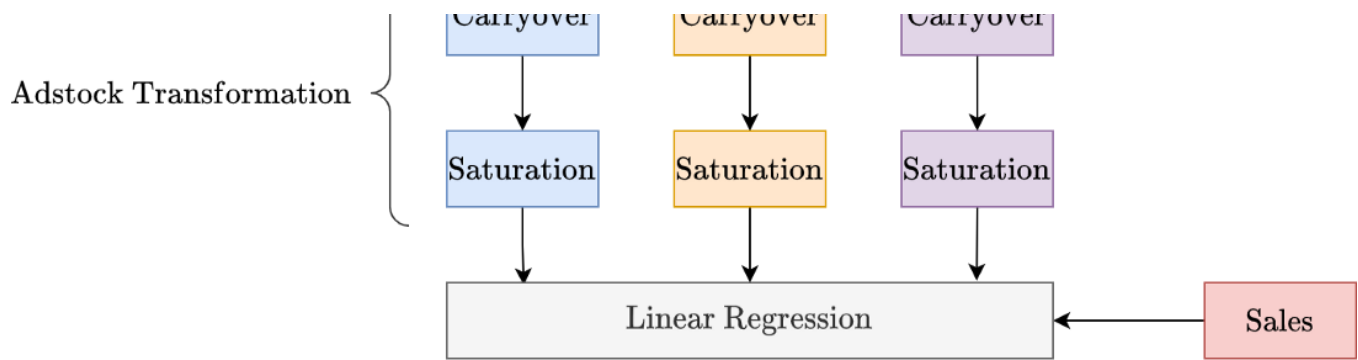 Carryover Carryover Carryover
Adstock Transformation
Saturation Saturation Saturation
Linear Regression
Sales